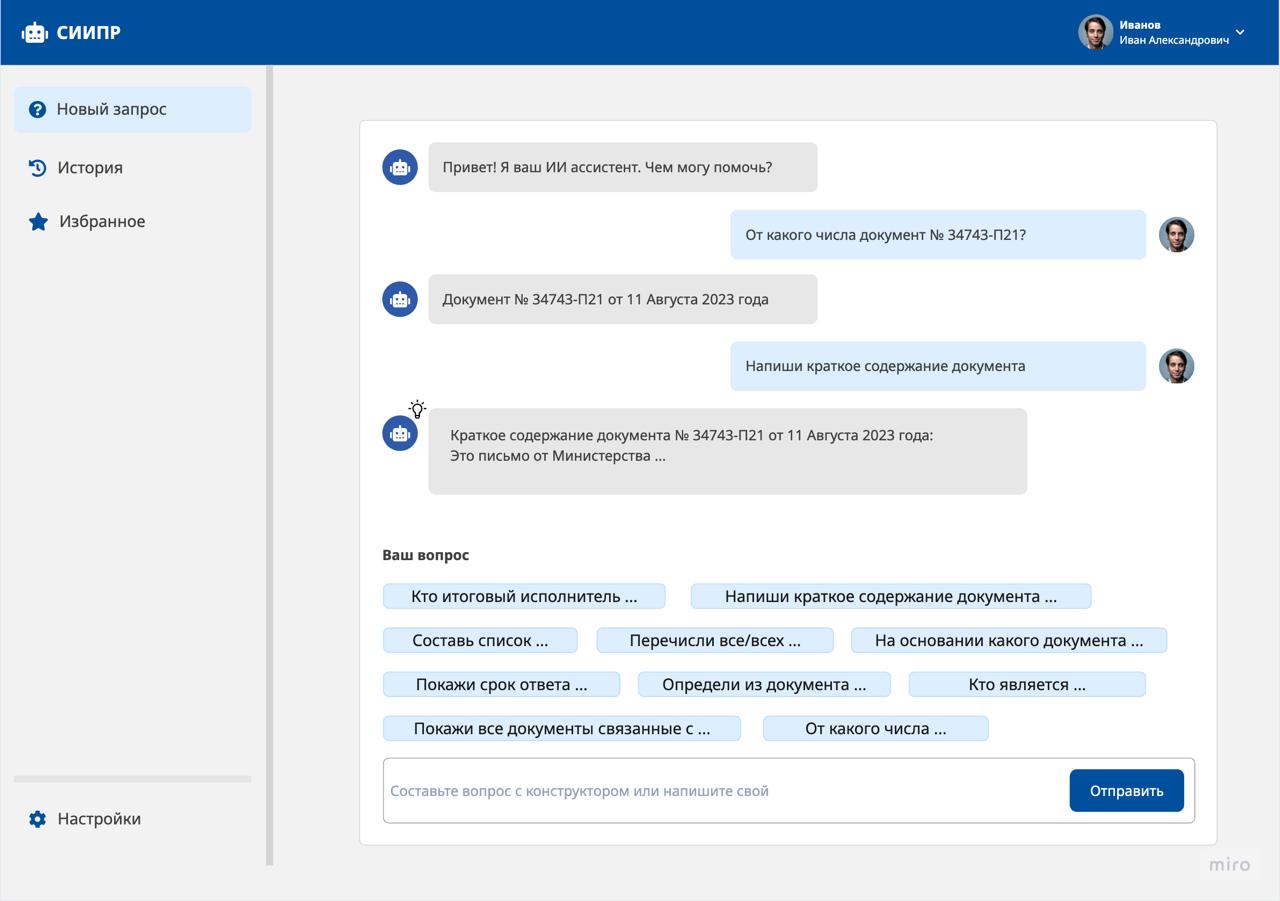 СИИПР
Иванов
Иван Александрович
Новый запрос
История
Избранное
Настройки
Привет! Я ваш ИИ ассистент. Чем могу помочь?
От какого числа документ № 34743-П21?
Документ № 34743-П21 от 11 Августа 2023 года
Напиши краткое содержание документа
Краткое содержание документа № 34743-П21 от 11 Августа 2023 года:
Это письмо от Министерства ...
Ваш вопрос
Кто итоговый исполнитель ...
Напиши краткое содержание документа ...
Составь список ...
Перечисли все/всех ...
На основании какого документа ...
Покажи срок ответа ...
Определи из документа ...
Кто является ...
Покажи все документы связанные с ...
От какого числа ...
Составьте вопрос с конструктором или напишите свой
Отправить
miro